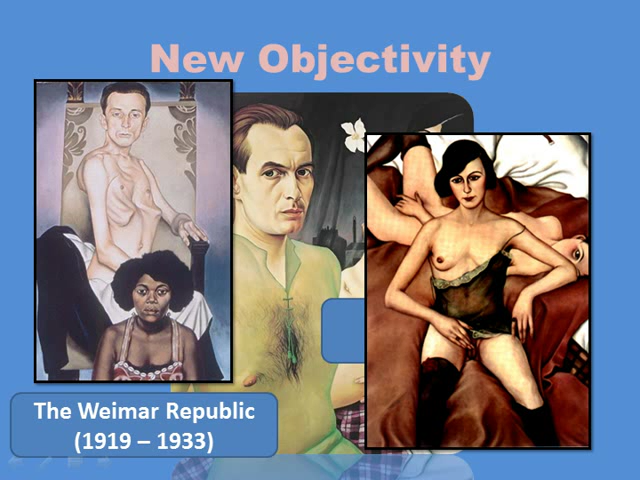 New Objectivity
The Weimar Republic
(1919 – 1933)